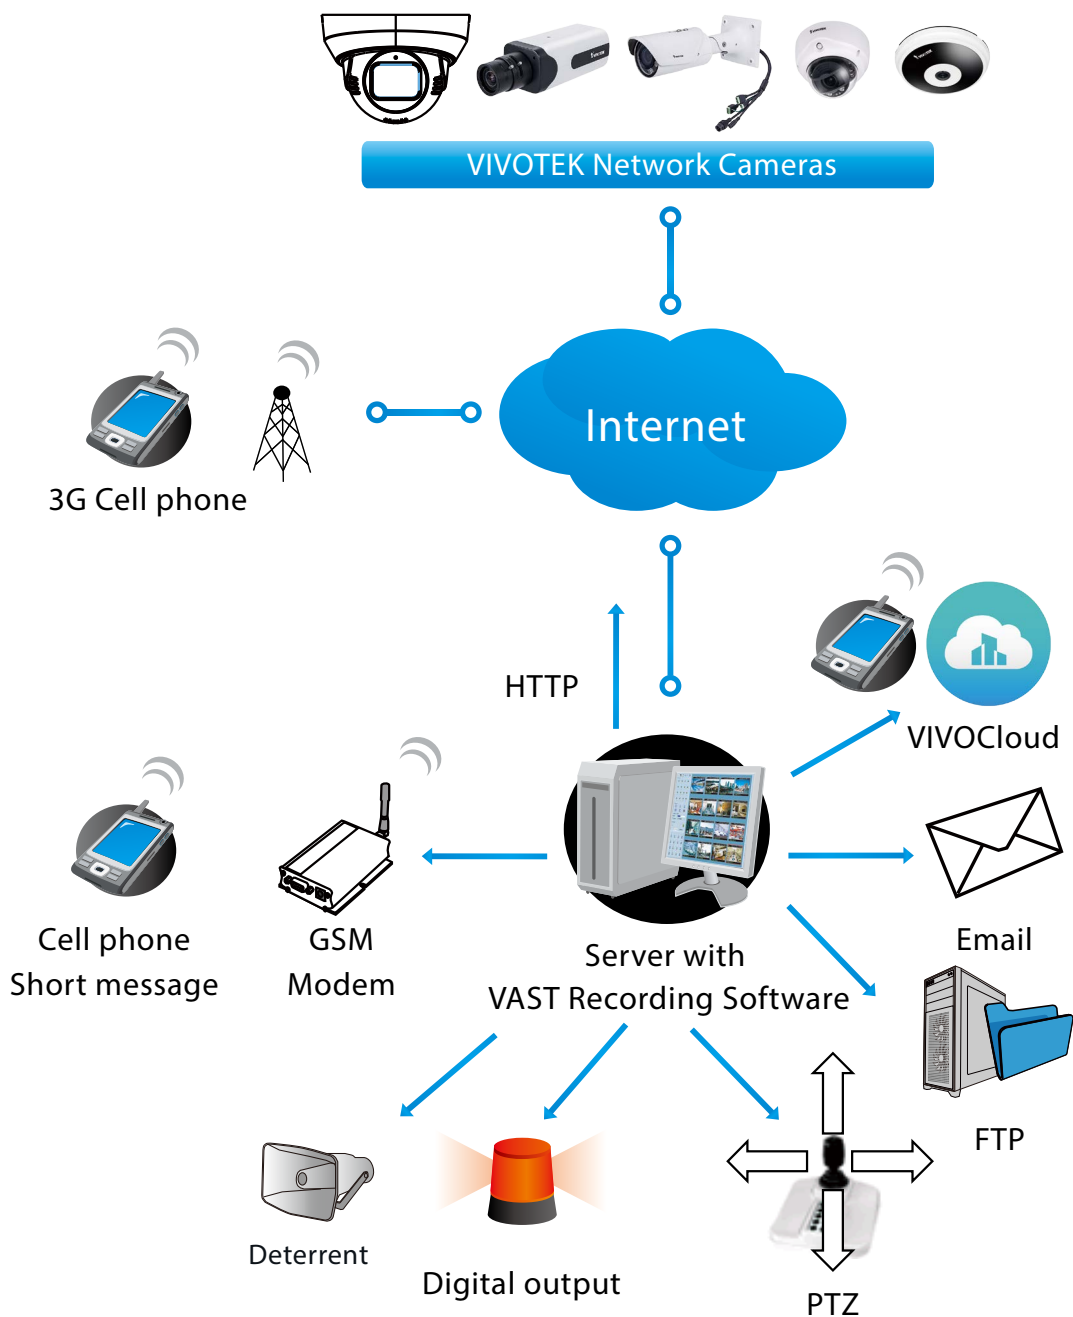 VIVOTEK Network Cameras
Internet
3G Cell phone
HTTP
VIVOCloud
Cell phone
Short message
GSM
Modem
Server with
VAST Recording Software
Email
FTP
Deterrent
Digital output
PTZ